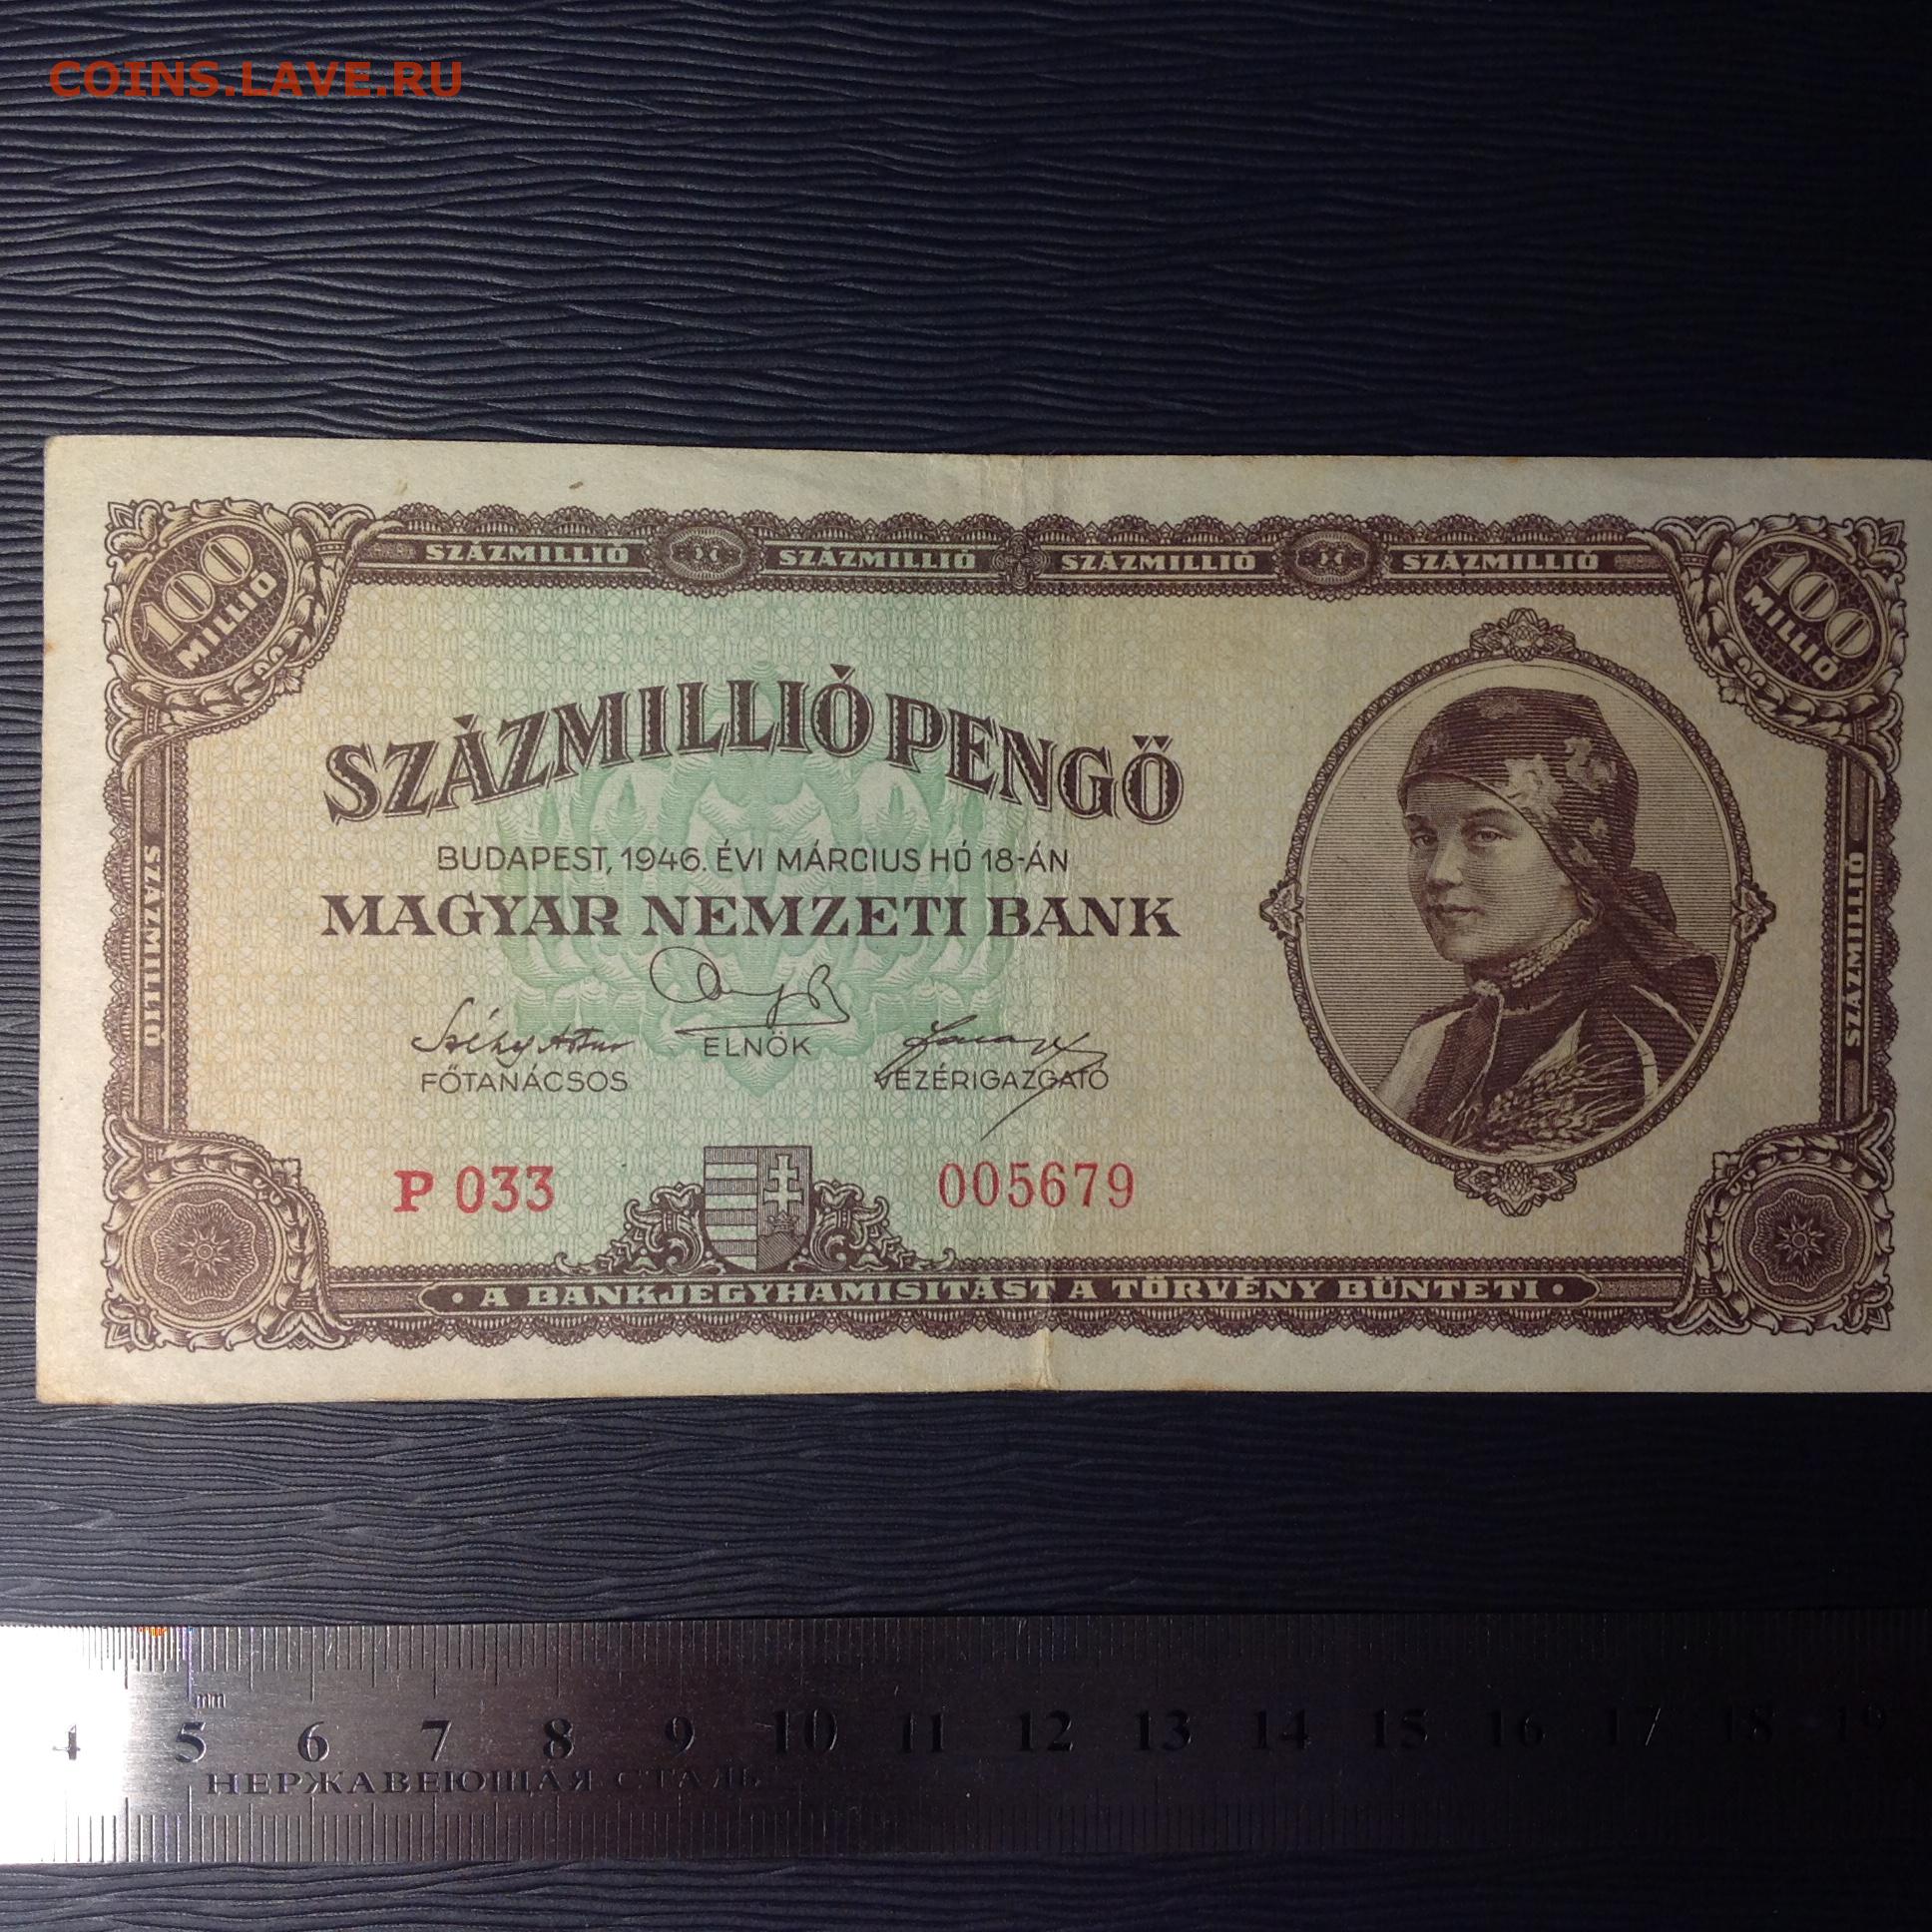 COINS.LAVE.RU
100 MILLIÓ
SZÁZMILLIÓ SZÁZMILLIÓ SZÁZMILLIÓ SZÁZMILLIÓ
100 MILLIÓ
SZÁZMILLIÓ
SZÁZMILLIÓ PENGŐ
BUDAPEST, 1946. ÉVI MÁRCIUS HÓ 18-ÁN
MAGYAR NEMZETI BANK
SZÁZMILLIÓ
FŐTANÁCSOS
ELNÖK
VEZÉRIGAZGATÓ
P 033
005679
• A BANKJEGYHAMISITÁST A TÖRVÉNY BÜNTETI •
mm
4 5 6 7 8 9 10 11 12 13 14 15 16 17 18 19
НЕРЖАВЕЮЩАЯ СТАЛЬ